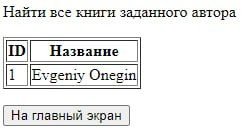 Найти все книги заданного автора
ID Название
1 Evgeniy Onegin
На главный экран